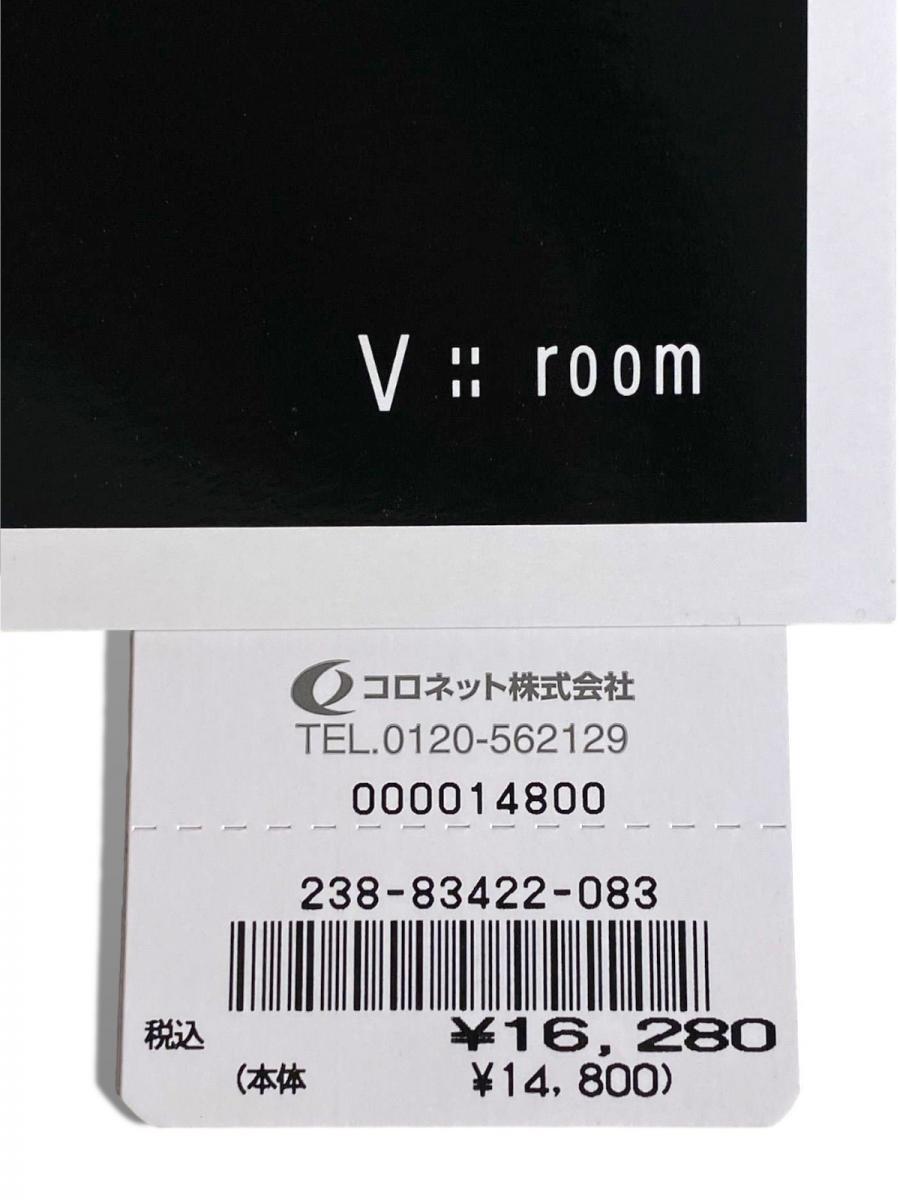 V :: room
コロネット株式会社
TEL.0120-562129
000014800
238-83422-083
税込 ¥16,280
(本体 ¥14,800)